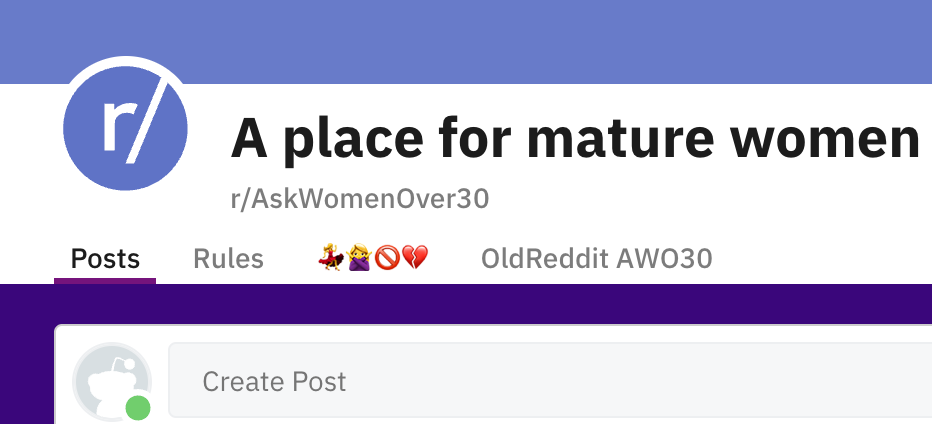 r/
A place for mature women
r/AskWomenOver30
Posts Rules 💃🙅‍♀️🚫💔 OldReddit AWO30
Create Post